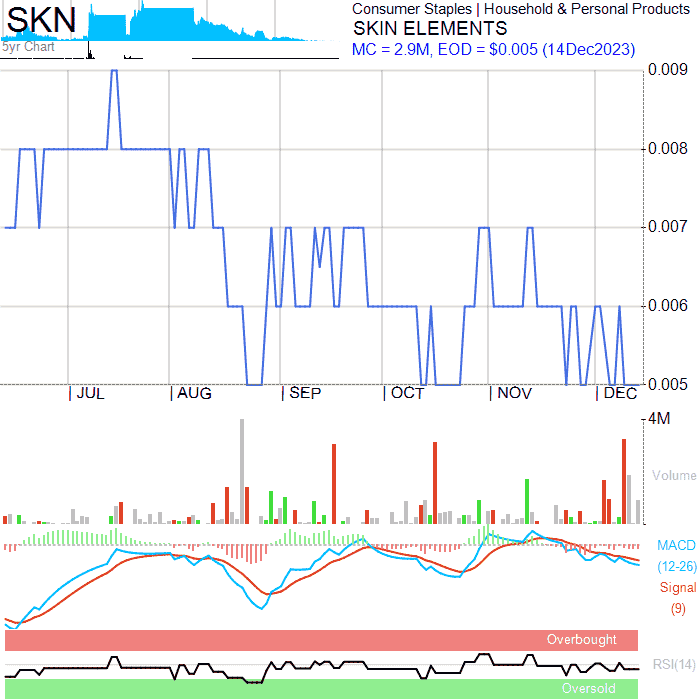 SKN
5yr Chart
Consumer Staples | Household & Personal Products
SKIN ELEMENTS
MC = 2.9M, EOD = $0.005 (14Dec2023)
0.009
0.008
0.007
0.006
0.005
JUL AUG SEP OCT NOV DEC
4M
Volume
MACD
(12-26)
Signal
(9)
Overbought
RSI(14)
Oversold